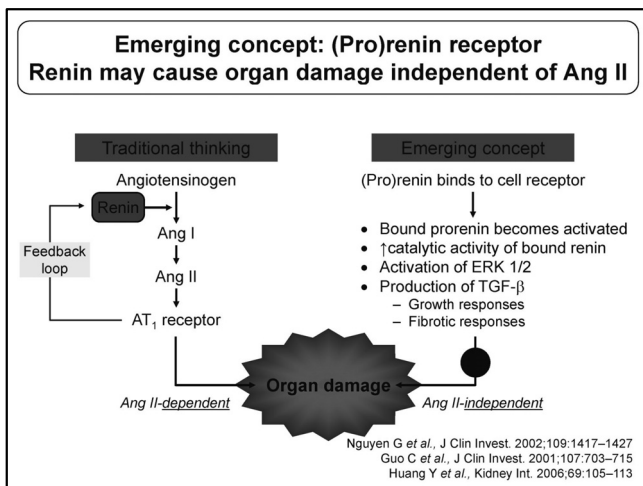 Emerging concept: (Pro)renin receptor
Renin may cause organ damage independent of Ang II
Traditional thinking
Angiotensinogen
Renin
Ang I
Feedback
loop
Ang II
AT₁ receptor
Emerging concept
(Pro)renin binds to cell receptor
• Bound prorenin becomes activated
• ↑catalytic activity of bound renin
• Activation of ERK 1/2
• Production of TGF-β
– Growth responses
– Fibrotic responses
Organ damage
Ang II-dependent
Ang II-independent
Nguyen G et al., J Clin Invest. 2002;109:1417–1427
Guo C et al., J Clin Invest. 2001;107:703–715
Huang Y et al., Kidney Int. 2006;69:105–113